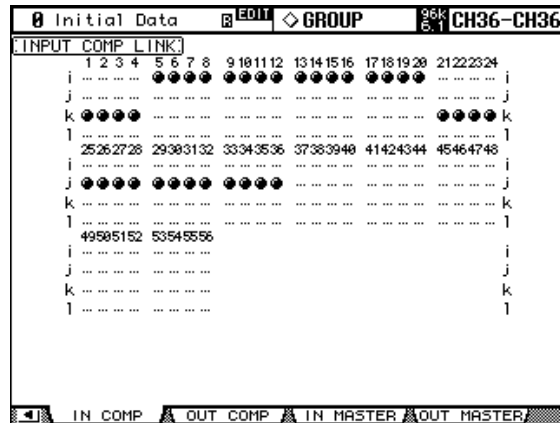 0 Initial Data R EDIT ◇ GROUP 96k 6.1 CH36-CH36
INPUT COMP LINK
1 2 3 4 5 6 7 8 9 10 11 12 13 14 15 16 17 18 19 20 21 22 23 24
i i
j j
k k
l l
25 26 27 28 29 30 31 32 33 34 35 36 37 38 39 40 41 42 43 44 45 46 47 48
i i
j j
k k
l l
49 50 51 52 53 54 55 56
i i
j j
k k
l l
IN COMP OUT COMP IN MASTER OUT MASTER